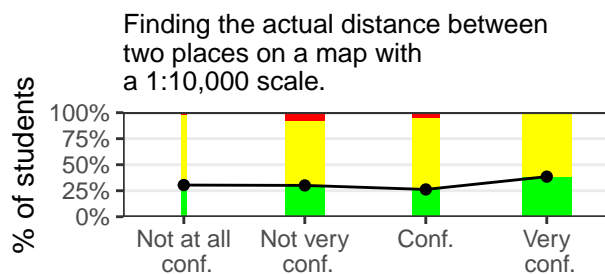 Finding the actual distance between
two places on a map with
a 1:10,000 scale.
% of students
100%
75%
50%
25%
0%
Not at all
conf.
Not very
conf.
Conf.
Very
conf.